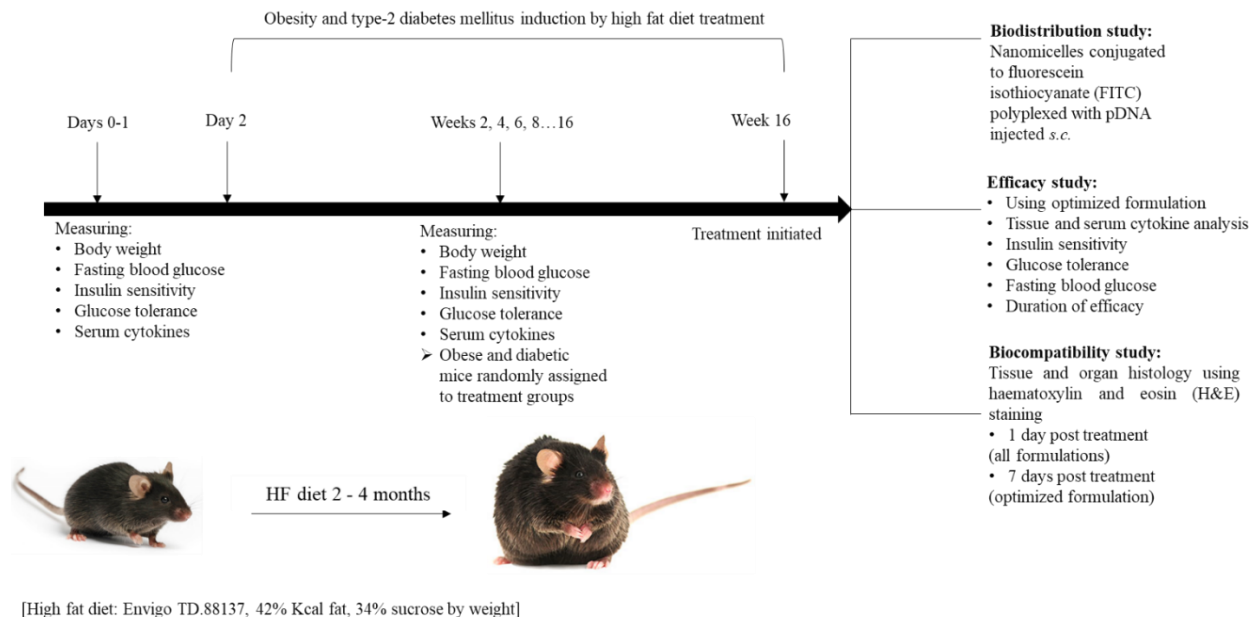 Obesity and type-2 diabetes mellitus induction by high fat diet treatment
Days 0-1
Day 2
Weeks 2, 4, 6, 8…16
Week 16
Measuring:
• Body weight
• Fasting blood glucose
• Insulin sensitivity
• Glucose tolerance
• Serum cytokines
Measuring:
• Body weight
• Fasting blood glucose
• Insulin sensitivity
• Glucose tolerance
• Serum cytokines
➤ Obese and diabetic
mice randomly assigned
to treatment groups
Treatment initiated
Biodistribution study:
Nanomicelles conjugated
to fluorescein
isothiocyanate (FITC)
polyplexed with pDNA
injected s.c.
Efficacy study:
• Using optimized formulation
• Tissue and serum cytokine analysis
• Insulin sensitivity
• Glucose tolerance
• Fasting blood glucose
• Duration of efficacy
Biocompatibility study:
Tissue and organ histology using
haematoxylin and eosin (H&E)
staining
• 1 day post treatment
(all formulations)
• 7 days post treatment
(optimized formulation)
HF diet 2 - 4 months
[High fat diet: Envigo TD.88137, 42% Kcal fat, 34% sucrose by weight]